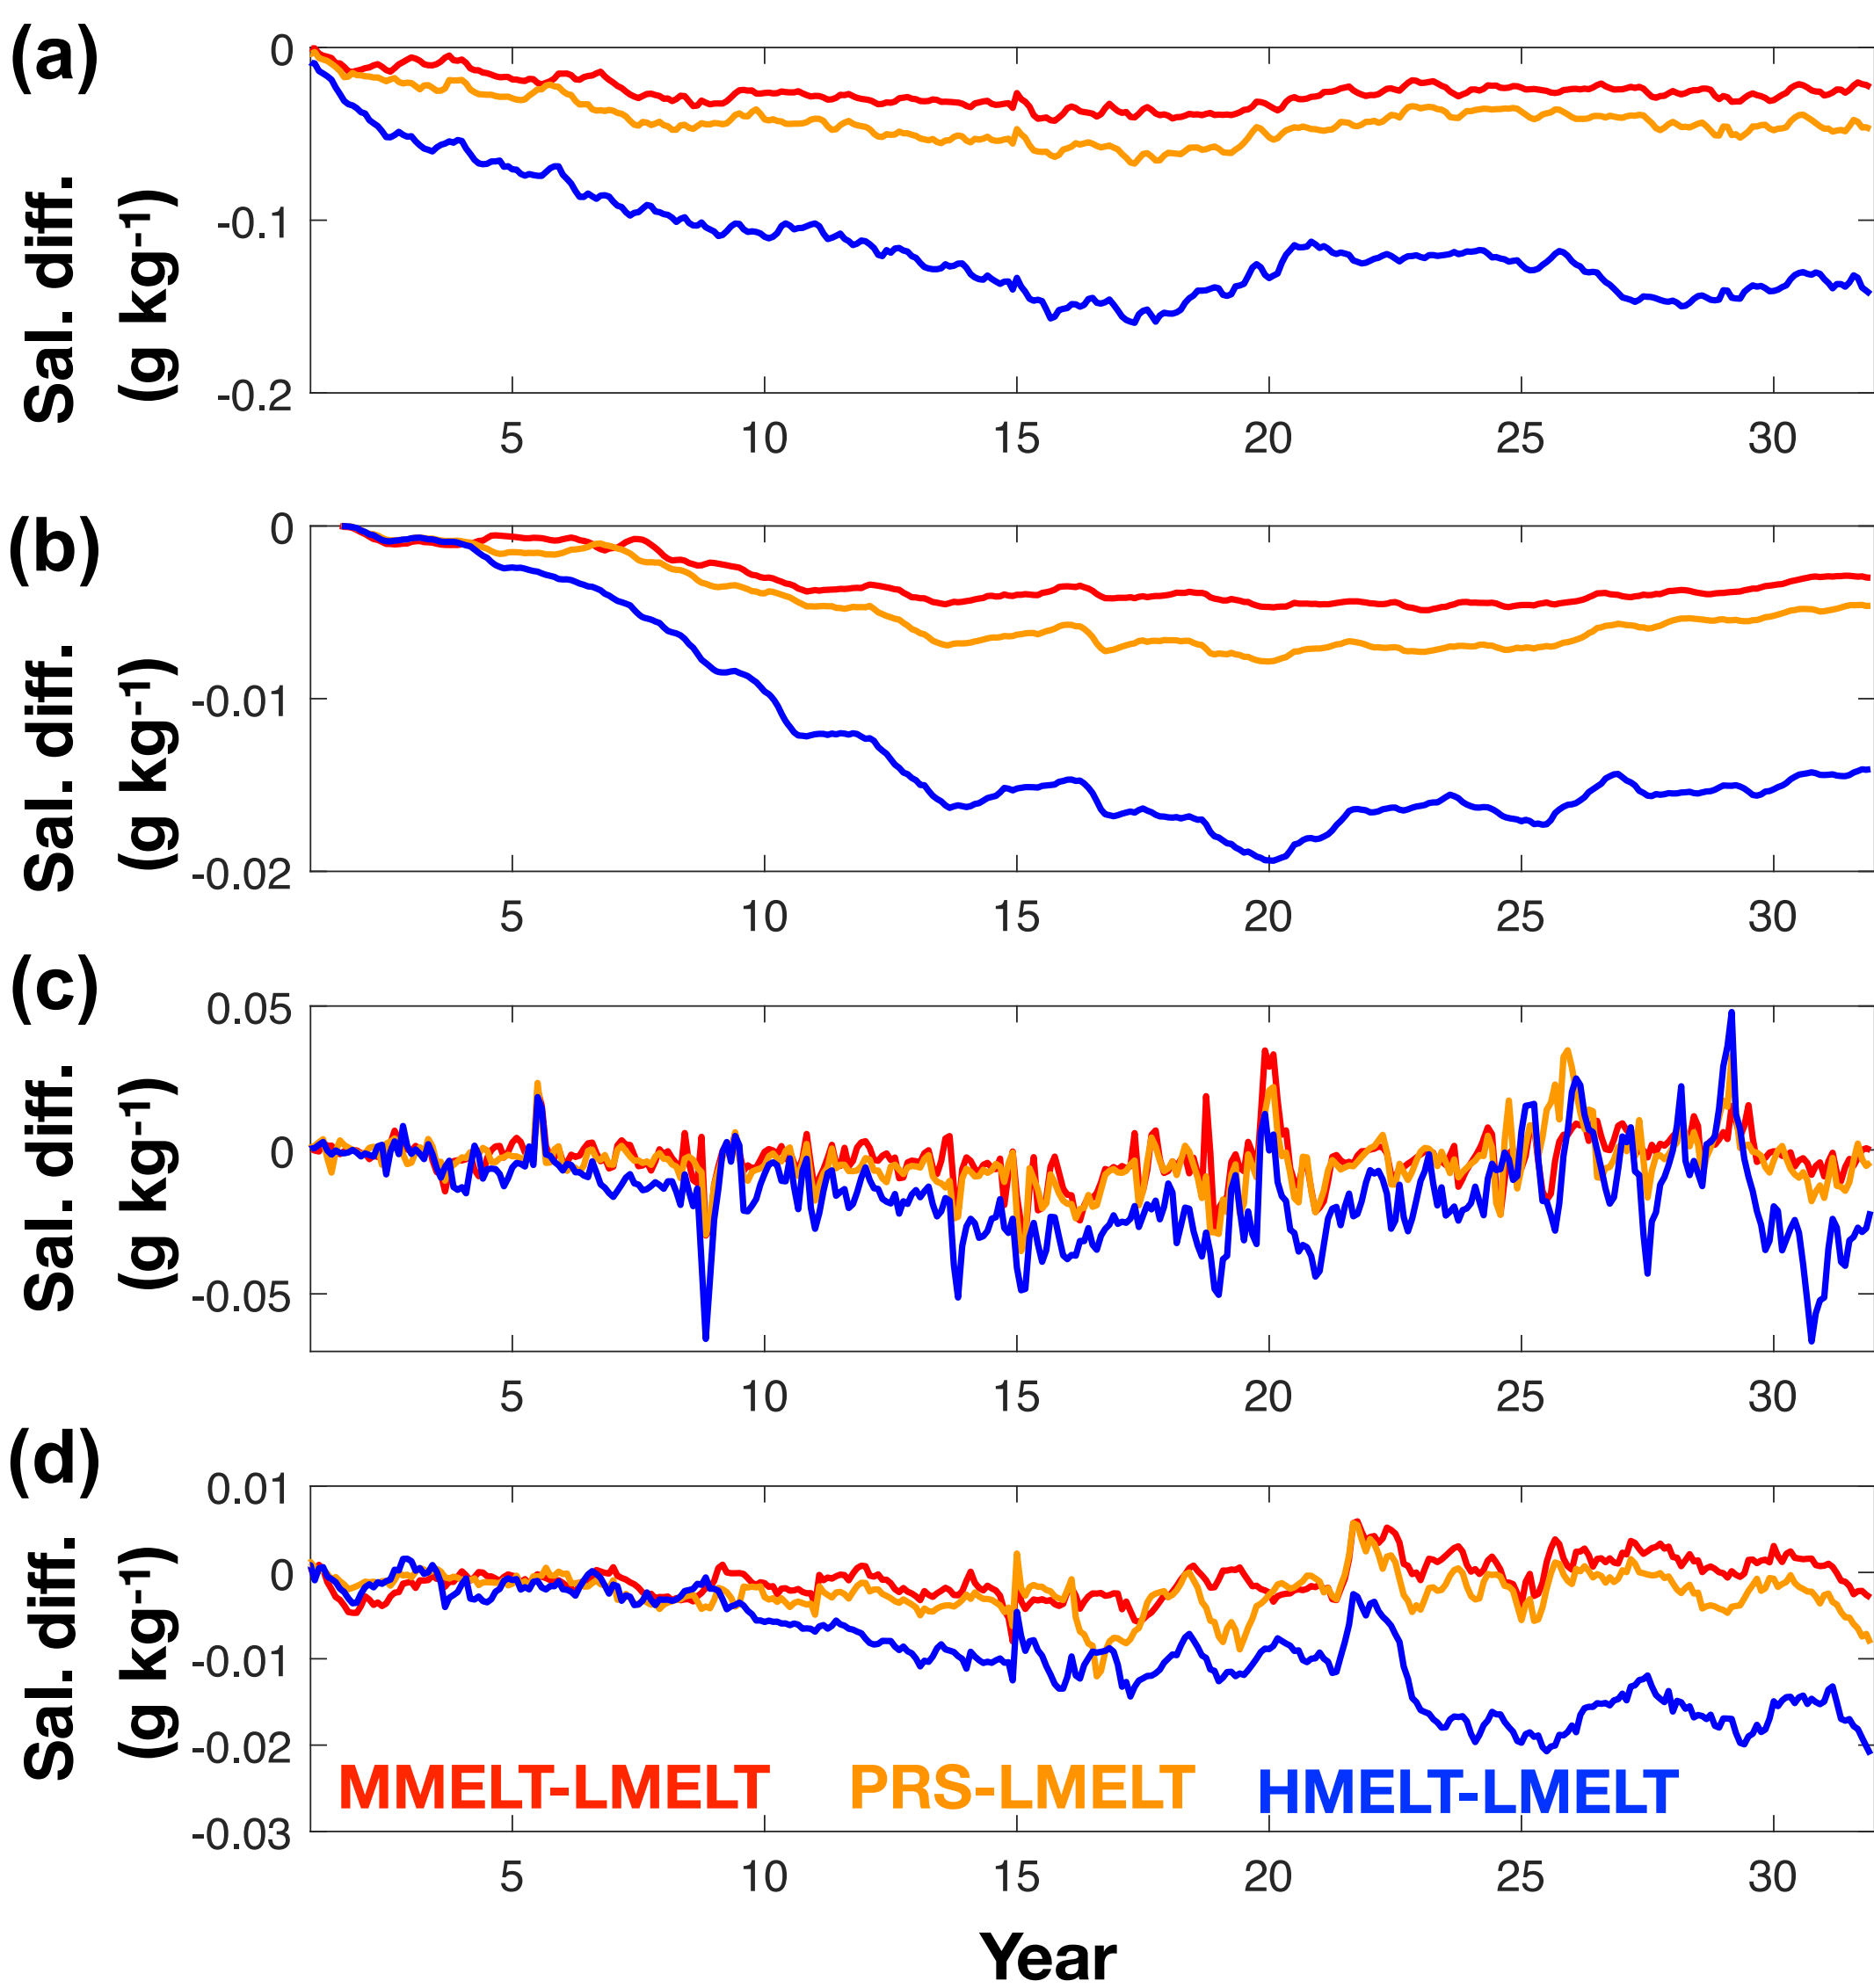 (a)
Sal. diff.
(g kg-1)
0
-0.1
-0.2
5 10 15 20 25 30
(b)
Sal. diff.
(g kg-1)
0
-0.01
-0.02
5 10 15 20 25 30
(c)
Sal. diff.
(g kg-1)
0.05
0
-0.05
5 10 15 20 25 30
(d)
Sal. diff.
(g kg-1)
0.01
0
-0.01
-0.02
-0.03
MMELT-LMELT PRS-LMELT HMELT-LMELT
5 10 15 20 25 30
Year